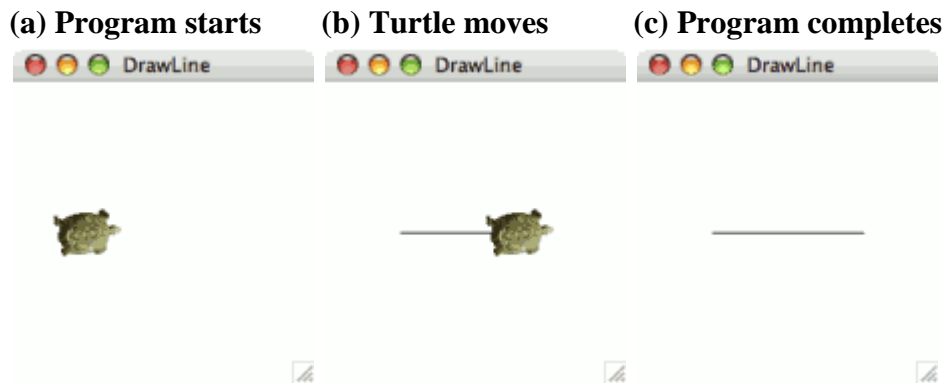 (a) Program starts (b) Turtle moves (c) Program completes
DrawLine DrawLine DrawLine